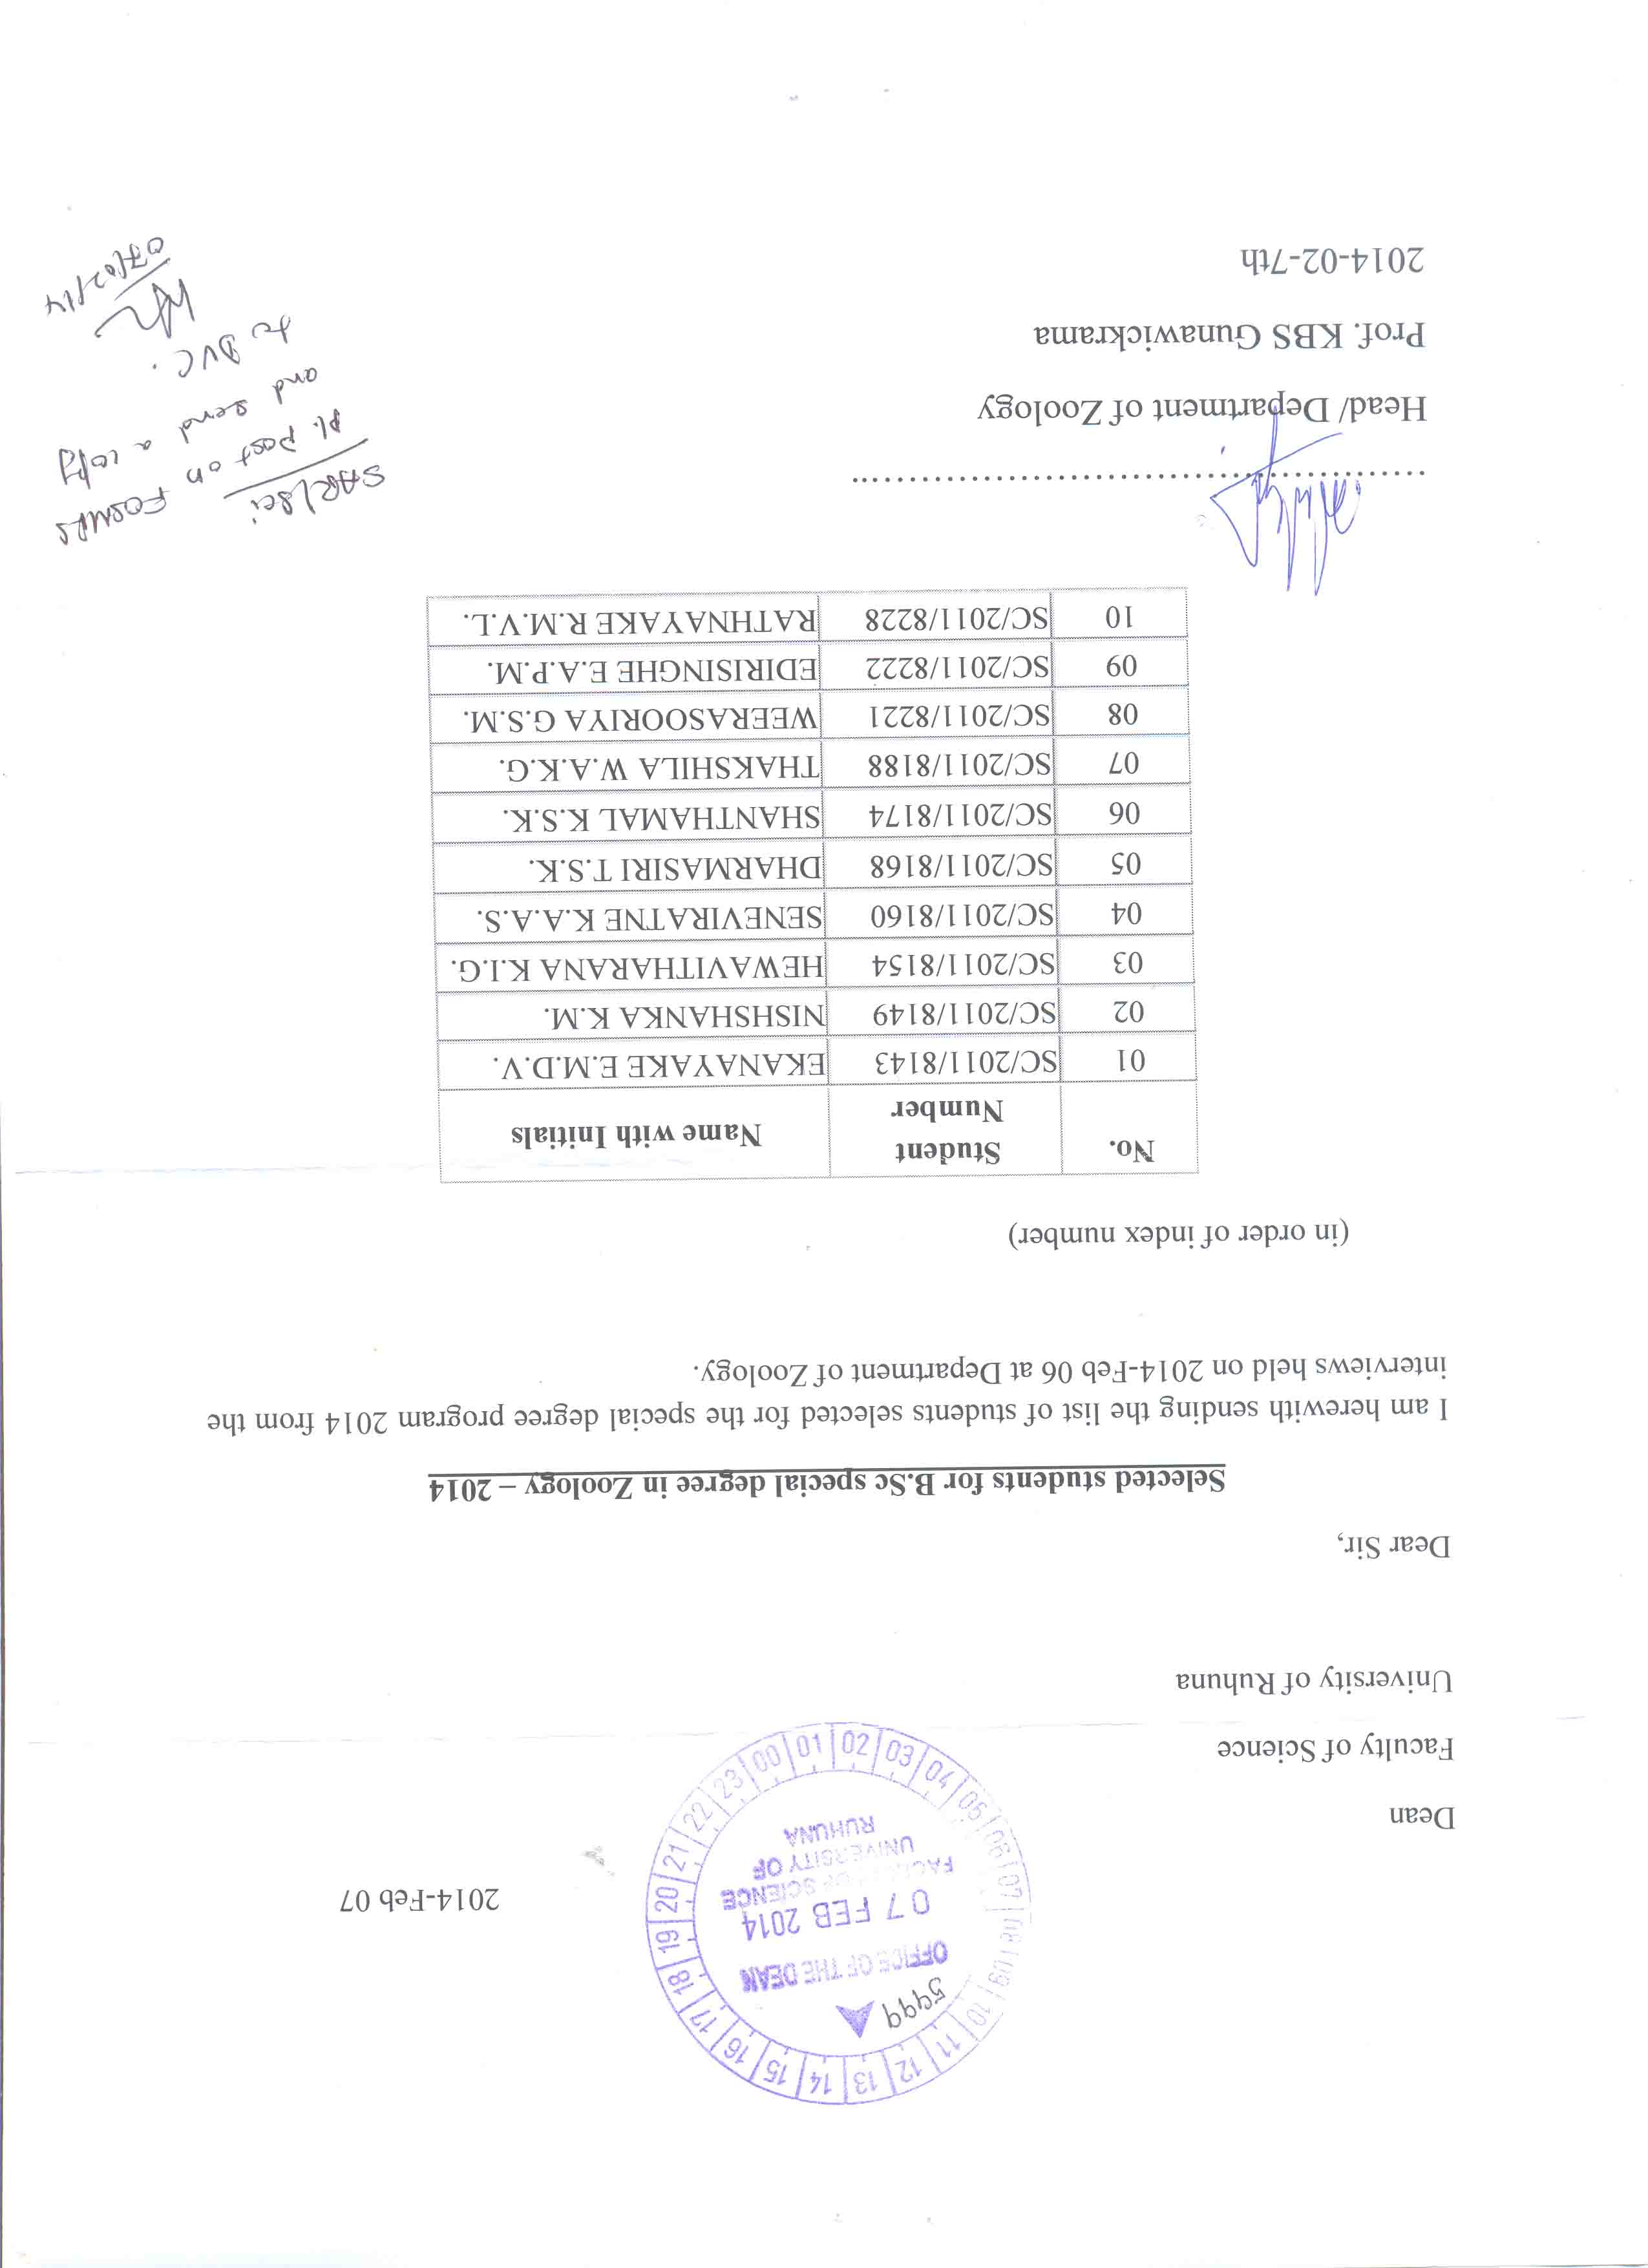 5999
OFFICE OF THE DEAN
07 FEB 2014
FACULTY OF SCIENCE
UNIVERSITY OF
RUHUNA
00 01 02 03 04 05 06 07 08 09 10 11 12 13 14 15 16 17 18 19 20 21 22 23
2014-Feb 07
Dean
Faculty of Science
University of Ruhuna
Dear Sir,
Selected students for B.Sc special degree in Zoology – 2014
I am herewith sending the list of students selected for the special degree program 2014 from the
interviews held on 2014-Feb 06 at Department of Zoology.
(in order of index number)
No. Student Number Name with Initials
01 SC/2011/8143 EKANAYAKE E.M.D.V.
02 SC/2011/8149 NISHSHANKA K.M.
03 SC/2011/8154 HEWAVITHARANA K.I.G.
04 SC/2011/8160 SENEVIRATNE K.A.A.S.
05 SC/2011/8168 DHARMASIRI T.S.K.
06 SC/2011/8174 SHANTHAMAL K.S.K.
07 SC/2011/8188 THAKSHILA W.A.K.G.
08 SC/2011/8221 WEERASOORIYA G.S.M.
09 SC/2011/8222 EDIRISINGHE E.A.P.M.
10 SC/2011/8228 RATHNAYAKE R.M.V.L.
Head/ Department of Zoology
Prof. KBS Gunawickrama
2014-02-7th
SAR/Sci
Pl. post on FOSMIS
and send a copy
to DVC.
07/02/14